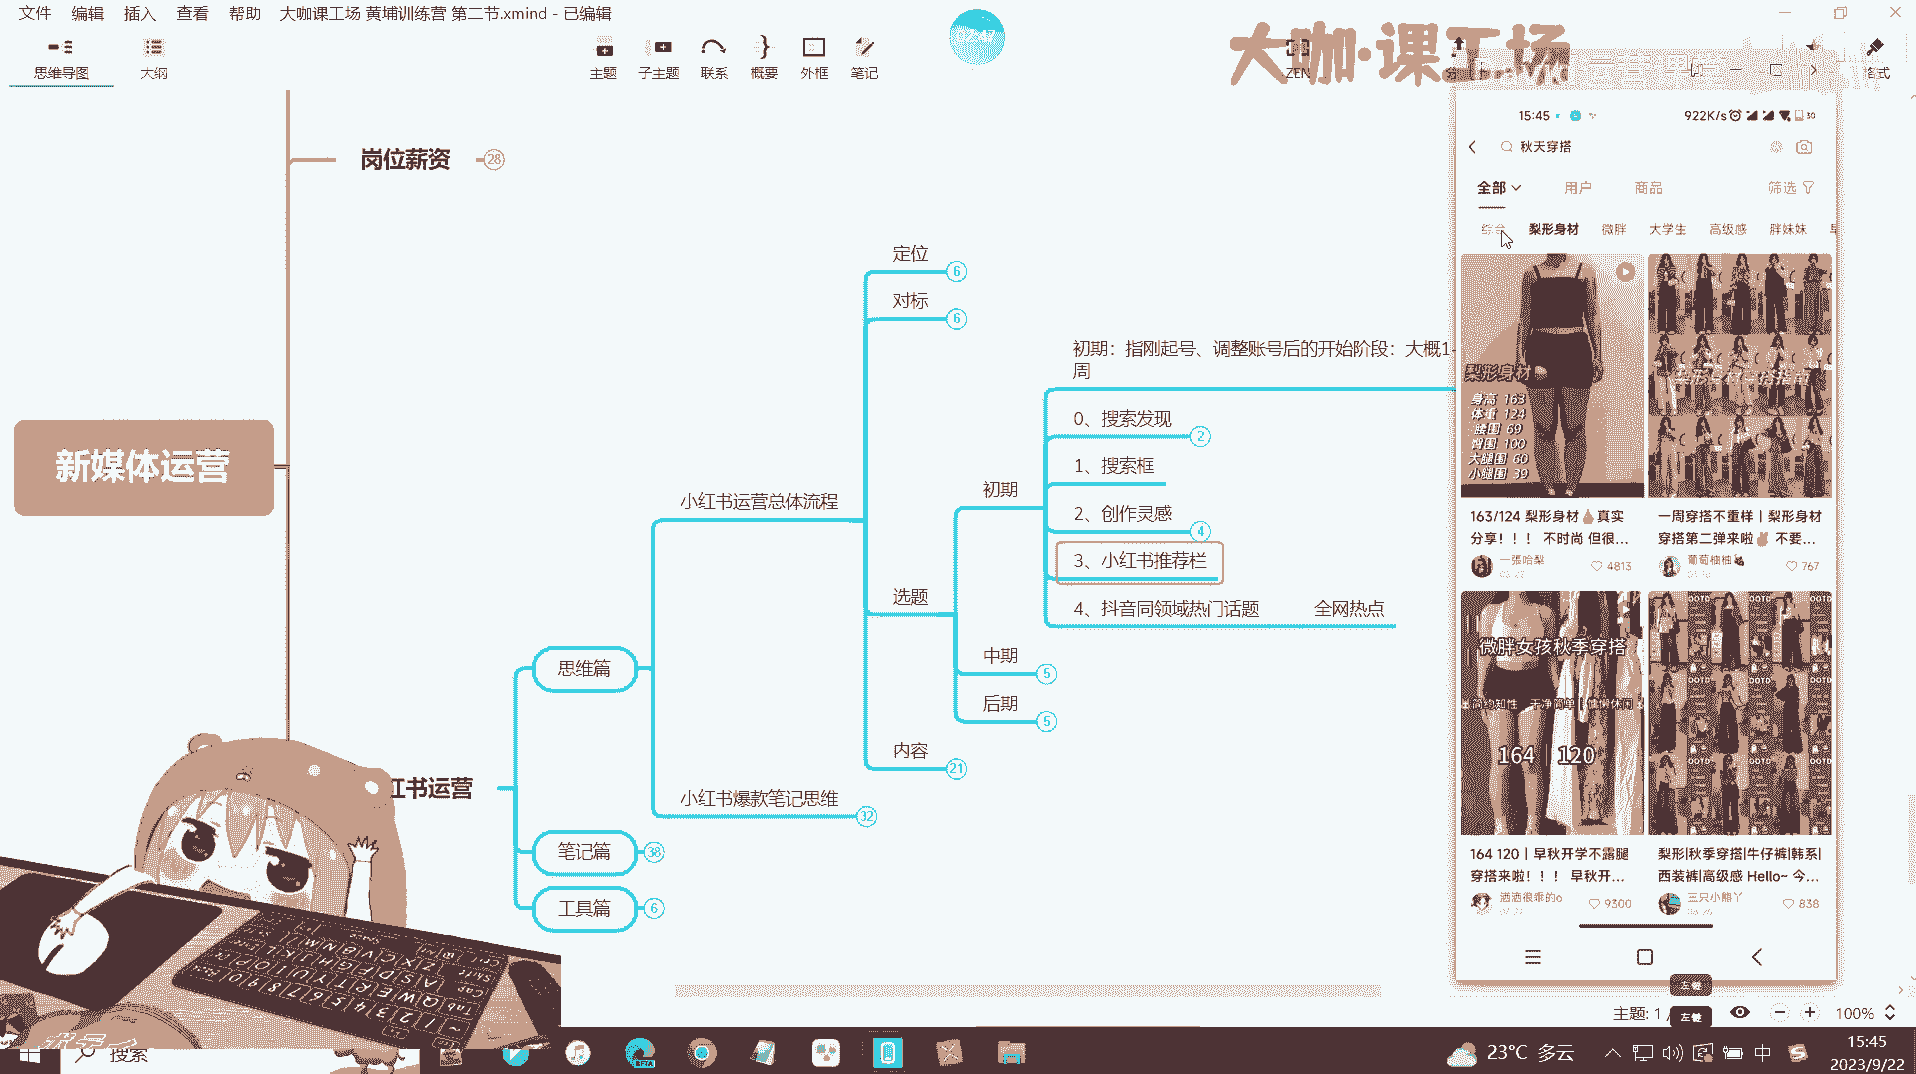 文件 编辑 插入 查看 帮助 大咖课工场 黄埔训练营 第二节.xmind - 已编辑
思维导图
大纲
主题
子主题
联系
概要
外框
笔记
ZEN
大咖·课工场
岗位薪资
28
新媒体运营
红书运营
思维篇
笔记篇
38
工具篇
6
小红书运营总体流程
小红书爆款笔记思维
32
定位
6
对标
6
选题
内容
21
初期
中期
5
后期
5
初期：指刚起号、调整账号后的开始阶段：大概1-
周
0、搜索发现
2
1、搜索框
2、创作灵感
4
3、小红书推荐栏
4、抖音同领域热门话题
全网热点
15:45
922K/s
30
秋天穿搭
全部
用户
商品
筛选
综合
梨形身材
微胖
大学生
高级感
胖妹妹
梨形身材
身高 163
体重 124
腰围 69
臀围 100
大腿围 60
小腿围 39
163/124 梨形身材真实
分享！！！ 不时尚 但很...
一張哈梨
4813
一周穿搭不重样｜梨形身材
穿搭第二弹来啦 不要...
葡萄柚柚
767
微胖女孩秋季穿搭
164 120
OOTD
164 120｜早秋开学不露腿
穿搭来啦！！！ 早秋开...
洒洒很乖的o
9300
梨形|秋季穿搭|牛仔裤|韩系|
西装裤|高级感 Hello~ 今...
三只小熊丫
838
左键
左键
主题: 1
100%
搜索
23°C 多云
中
15:45
2023/9/22